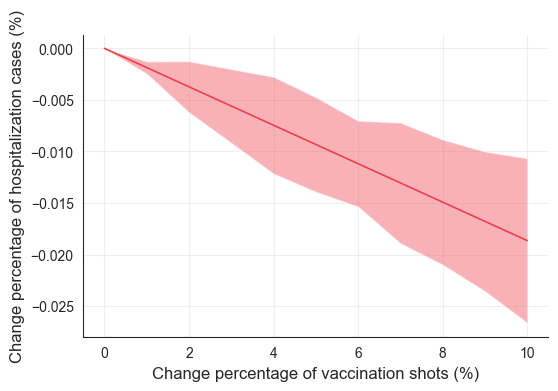 Change percentage of hospitalization cases (%)
0.000
−0.005
−0.010
−0.015
−0.020
−0.025
0 2 4 6 8 10
Change percentage of vaccination shots (%)